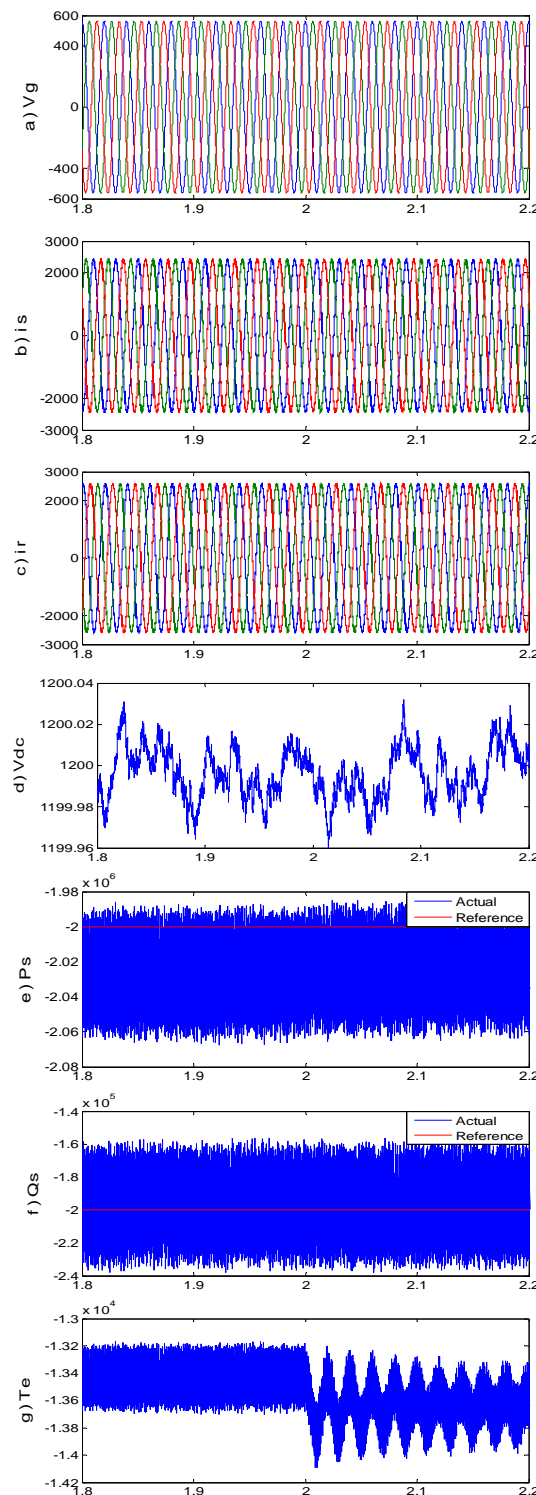 600
400
0
-400
-600
a) Vg
1.8 1.9 2 2.1 2.2
3000
2000
0
-2000
-3000
b) is
1.8 1.9 2 2.1 2.2
3000
2000
0
-2000
-3000
c) ir
1.8 1.9 2 2.1 2.2
1200.04
1200.02
1200
1199.98
1199.96
d) Vdc
1.8 1.9 2 2.1 2.2
x 10^6
-1.98
-2
-2.02
-2.04
-2.06
-2.08
e) Ps
Actual
Reference
1.8 1.9 2 2.1 2.2
x 10^5
-1.4
-1.6
-1.8
-2
-2.2
-2.4
f) Qs
Actual
Reference
1.8 1.9 2 2.1 2.2
x 10^4
-1.3
-1.32
-1.34
-1.36
-1.38
-1.4
-1.42
g) Te
1.8 1.9 2 2.1 2.2